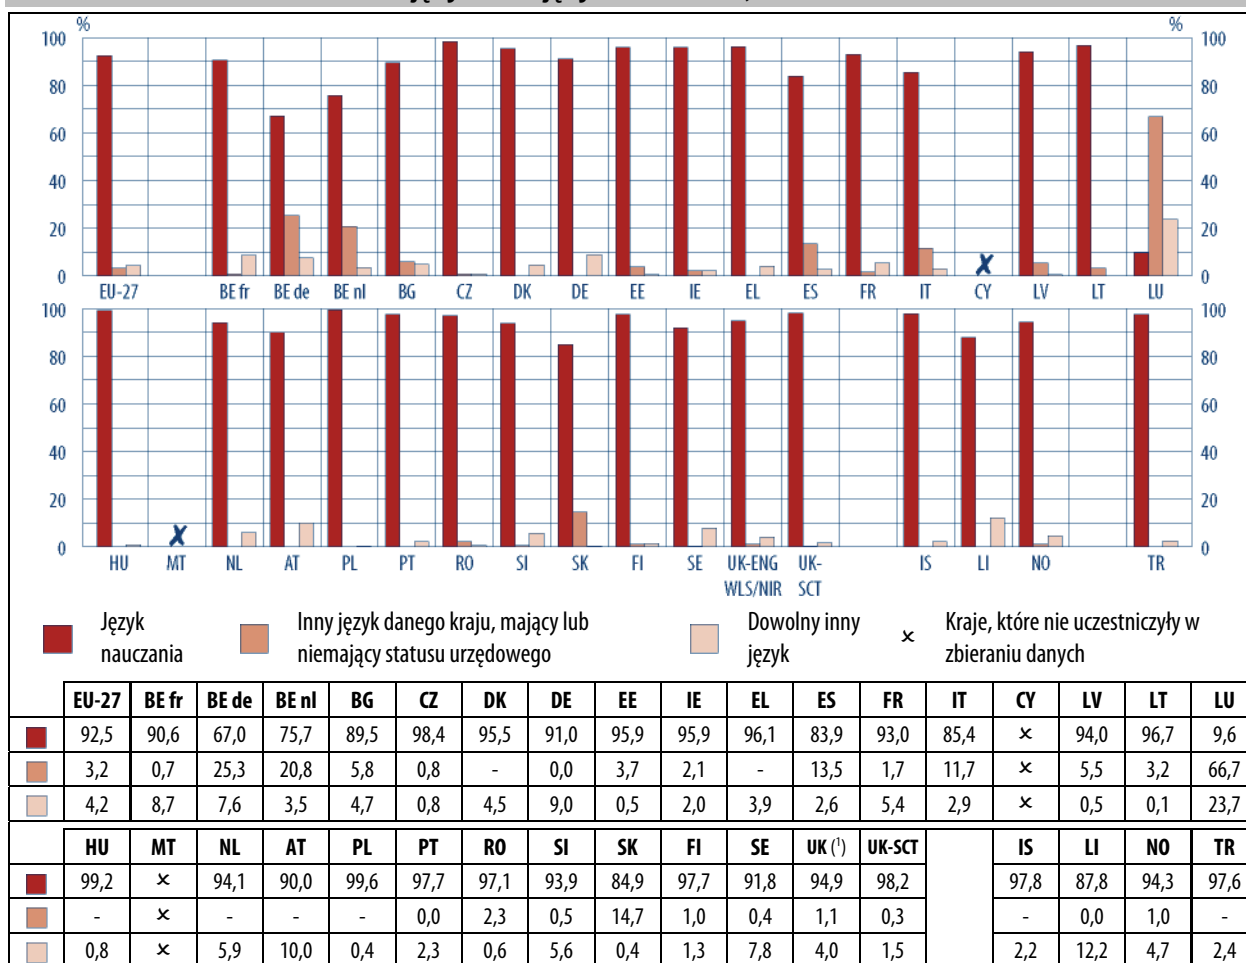 % %
100 100
80 80
60 60
40 40
20 20
0 0
EU-27 BE fr BE de BE nl BG CZ DK DE EE IE EL ES FR IT CY LV LT LU
100 100
80 80
60 60
40 40
20 20
0 0
HU MT NL AT PL PT RO SI SK FI SE UK-ENG UK- IS LI NO TR
WLS/NIR SCT
Język Inny język danego kraju, mający lub Dowolny inny x Kraje, które nie uczestniczyły w
nauczania niemający statusu urzędowego język zbieraniu danych
EU-27 BE fr BE de BE nl BG CZ DK DE EE IE EL ES FR IT CY LV LT LU
92,5 90,6 67,0 75,7 89,5 98,4 95,5 91,0 95,9 95,9 96,1 83,9 93,0 85,4 x 94,0 96,7 9,6
3,2 0,7 25,3 20,8 5,8 0,8 - 0,0 3,7 2,1 - 13,5 1,7 11,7 x 5,5 3,2 66,7
4,2 8,7 7,6 3,5 4,7 0,8 4,5 9,0 0,5 2,0 3,9 2,6 5,4 2,9 x 0,5 0,1 23,7
HU MT NL AT PL PT RO SI SK FI SE UK (¹) UK-SCT IS LI NO TR
99,2 x 94,1 90,0 99,6 97,7 97,1 93,9 84,9 97,7 91,8 94,9 98,2 97,8 87,8 94,3 97,6
- x - - - 0,0 2,3 0,5 14,7 1,0 0,4 1,1 0,3 - 0,0 1,0 -
0,8 x 5,9 10,0 0,4 2,3 0,6 5,6 0,4 1,3 7,8 4,0 1,5 2,2 12,2 4,7 2,4